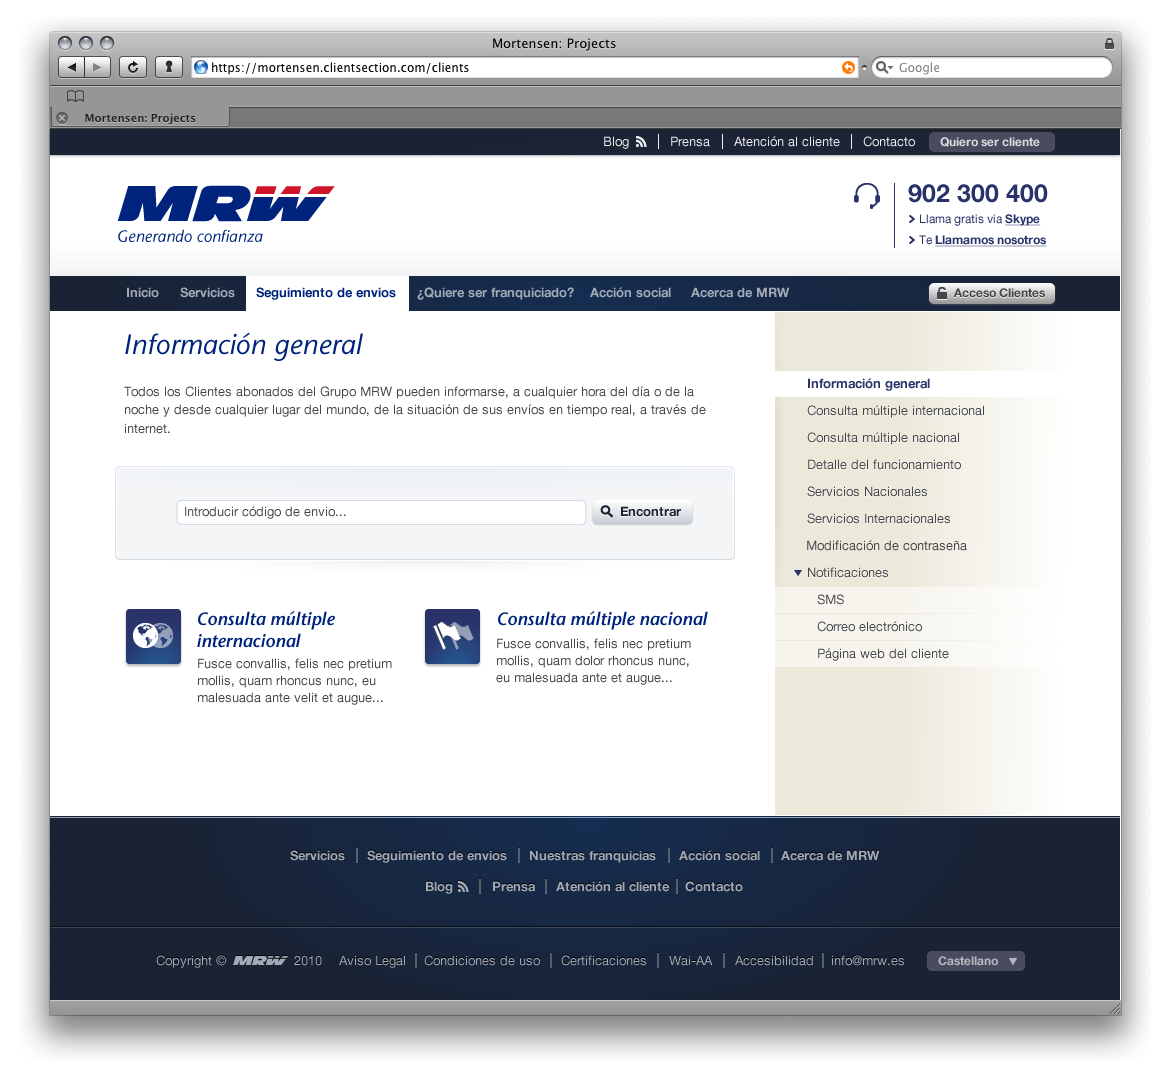 Mortensen: Projects
https://mortensen.clientsection.com/clients
Google
Mortensen: Projects
Blog Prensa Atención al cliente Contacto Quiero ser cliente
MRW
Generando confianza
902 300 400
Llama gratis via Skype
Te Llamamos nosotros
Inicio Servicios Seguimiento de envios ¿Quiere ser franquiciado? Acción social Acerca de MRW Acceso Clientes
Información general
Todos los Clientes abonados del Grupo MRW pueden informarse, a cualquier hora del día o de la
noche y desde cualquier lugar del mundo, de la situación de sus envíos en tiempo real, a través de
internet.
Introducir código de envio...
Encontrar
Consulta múltiple
internacional
Fusce convallis, felis nec pretium
mollis, quam rhoncus nunc, eu
malesuada ante velit et augue...
Consulta múltiple nacional
Fusce convallis, felis nec pretium
mollis, quam dolor rhoncus nunc,
eu malesuada ante et augue...
Información general
Consulta múltiple internacional
Consulta múltiple nacional
Detalle del funcionamiento
Servicios Nacionales
Servicios Internacionales
Modificación de contraseña
Notificaciones
SMS
Correo electrónico
Página web del cliente
Servicios Seguimiento de envios Nuestras franquicias Acción social Acerca de MRW
Blog Prensa Atención al cliente Contacto
Copyright © MRW 2010 Aviso Legal Condiciones de uso Certificaciones Wai-AA Accesibilidad info@mrw.es Castellano